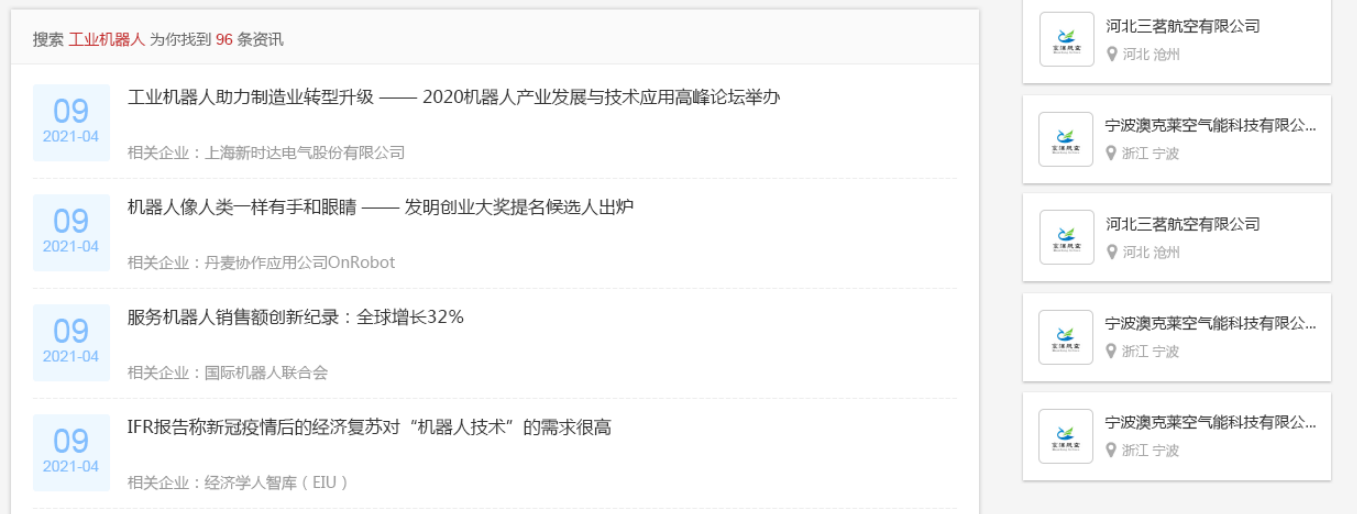 搜索 工业机器人 为你找到 96 条资讯
09
2021-04
工业机器人助力制造业转型升级 —— 2020机器人产业发展与技术应用高峰论坛举办
相关企业：上海新时达电气股份有限公司
09
2021-04
机器人像人类一样有手和眼睛 —— 发明创业大奖提名候选人出炉
相关企业：丹麦协作应用公司OnRobot
09
2021-04
服务机器人销售额创新纪录：全球增长32%
相关企业：国际机器人联合会
09
2021-04
IFR报告称新冠疫情后的经济复苏对“机器人技术”的需求很高
相关企业：经济学人智库（EIU）
河北三茗航空有限公司
河北 沧州
宁波澳克莱空气能科技有限公...
浙江 宁波
河北三茗航空有限公司
河北 沧州
宁波澳克莱空气能科技有限公...
浙江 宁波
宁波澳克莱空气能科技有限公...
浙江 宁波